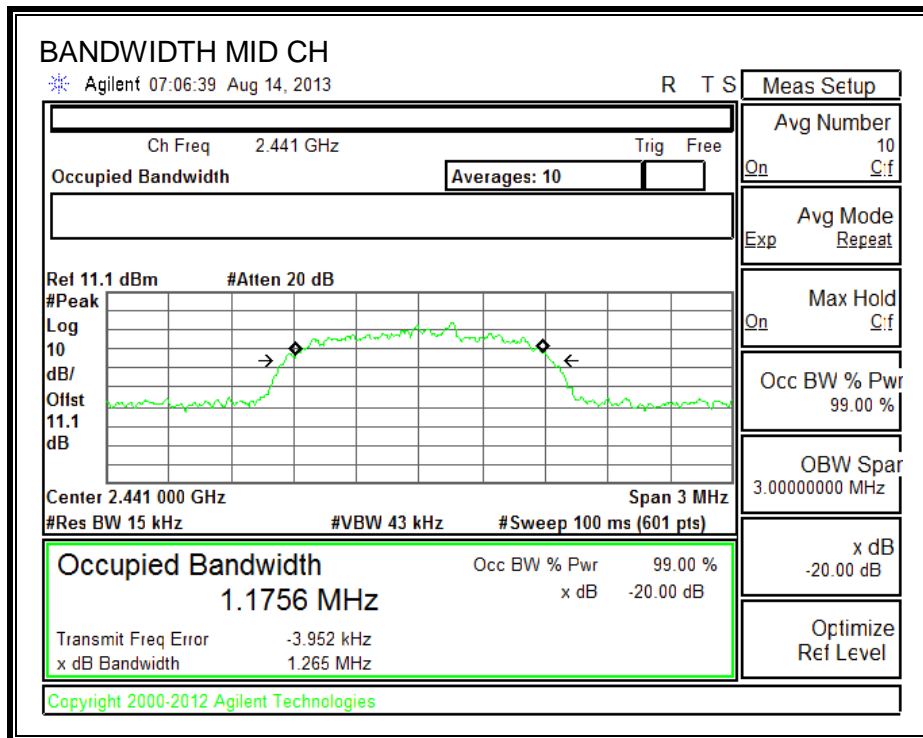 BANDWIDTH MID CH
Agilent 07:06:39 Aug 14, 2013 R T S
Ch Freq 2.441 GHz Trig Free
Occupied Bandwidth Averages: 10
Ref 11.1 dBm #Atten 20 dB
#Peak
Log
10
dB/
Offst
11.1
dB
Center 2.441 000 GHz Span 3 MHz
#Res BW 15 kHz #VBW 43 kHz #Sweep 100 ms (601 pts)
Occupied Bandwidth Occ BW % Pwr 99.00 %
1.1756 MHz x dB -20.00 dB
Transmit Freq Error -3.952 kHz
x dB Bandwidth 1.265 MHz
Copyright 2000-2012 Agilent Technologies
Meas Setup
Avg Number
10
On Off
Avg Mode
Exp Repeat
Max Hold
On Off
Occ BW % Pwr
99.00 %
OBW Span
3.00000000 MHz
x dB
-20.00 dB
Optimize
Ref Level